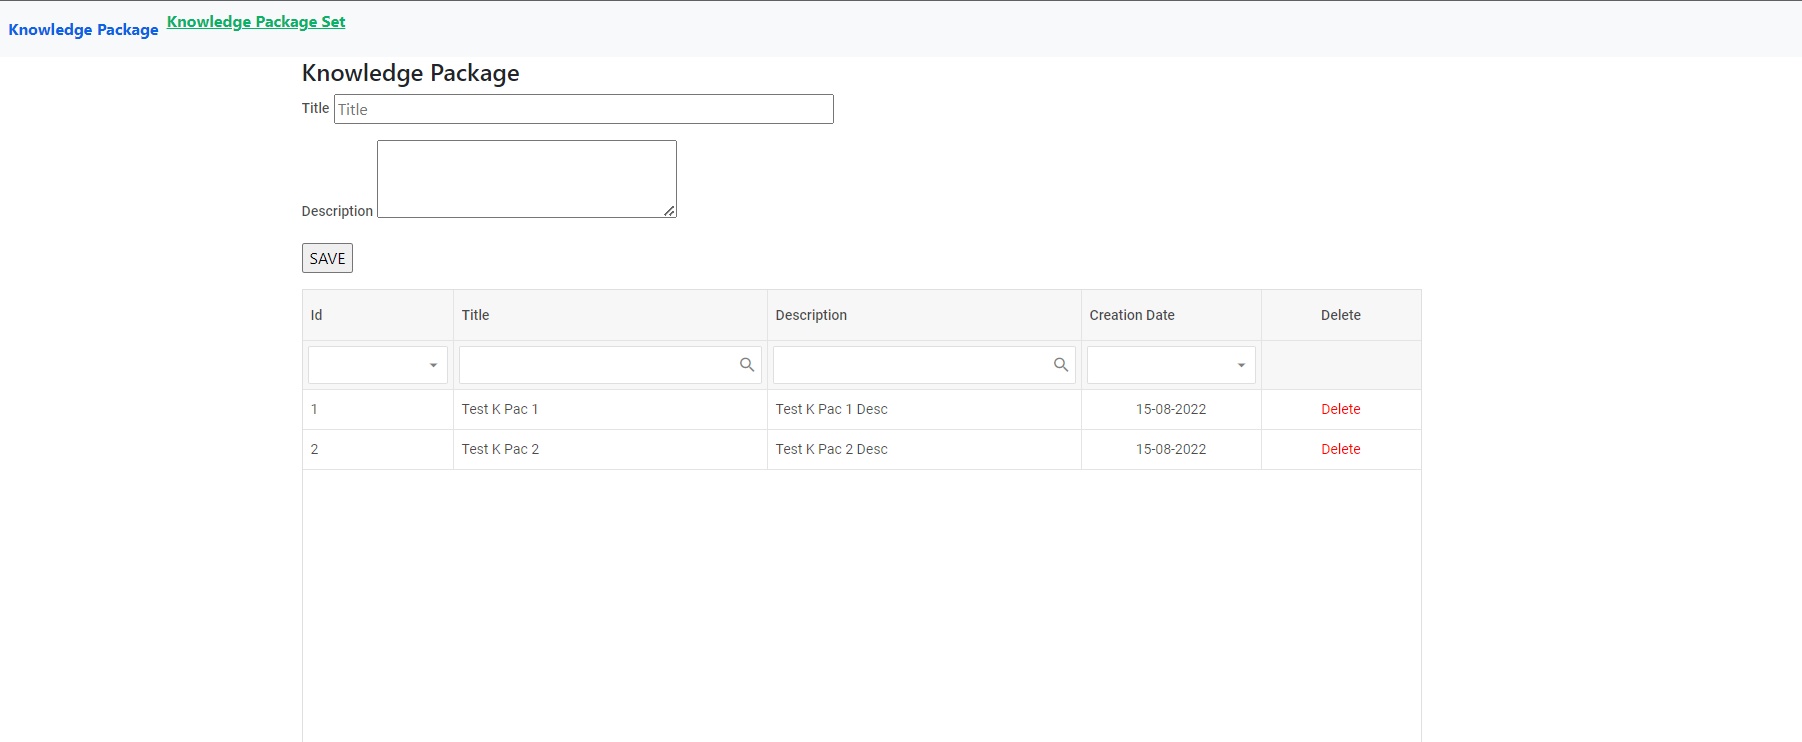 Knowledge Package Knowledge Package Set
Knowledge Package
Title Title
Description
SAVE
Id Title Description Creation Date Delete
1 Test K Pac 1 Test K Pac 1 Desc 15-08-2022 Delete
2 Test K Pac 2 Test K Pac 2 Desc 15-08-2022 Delete